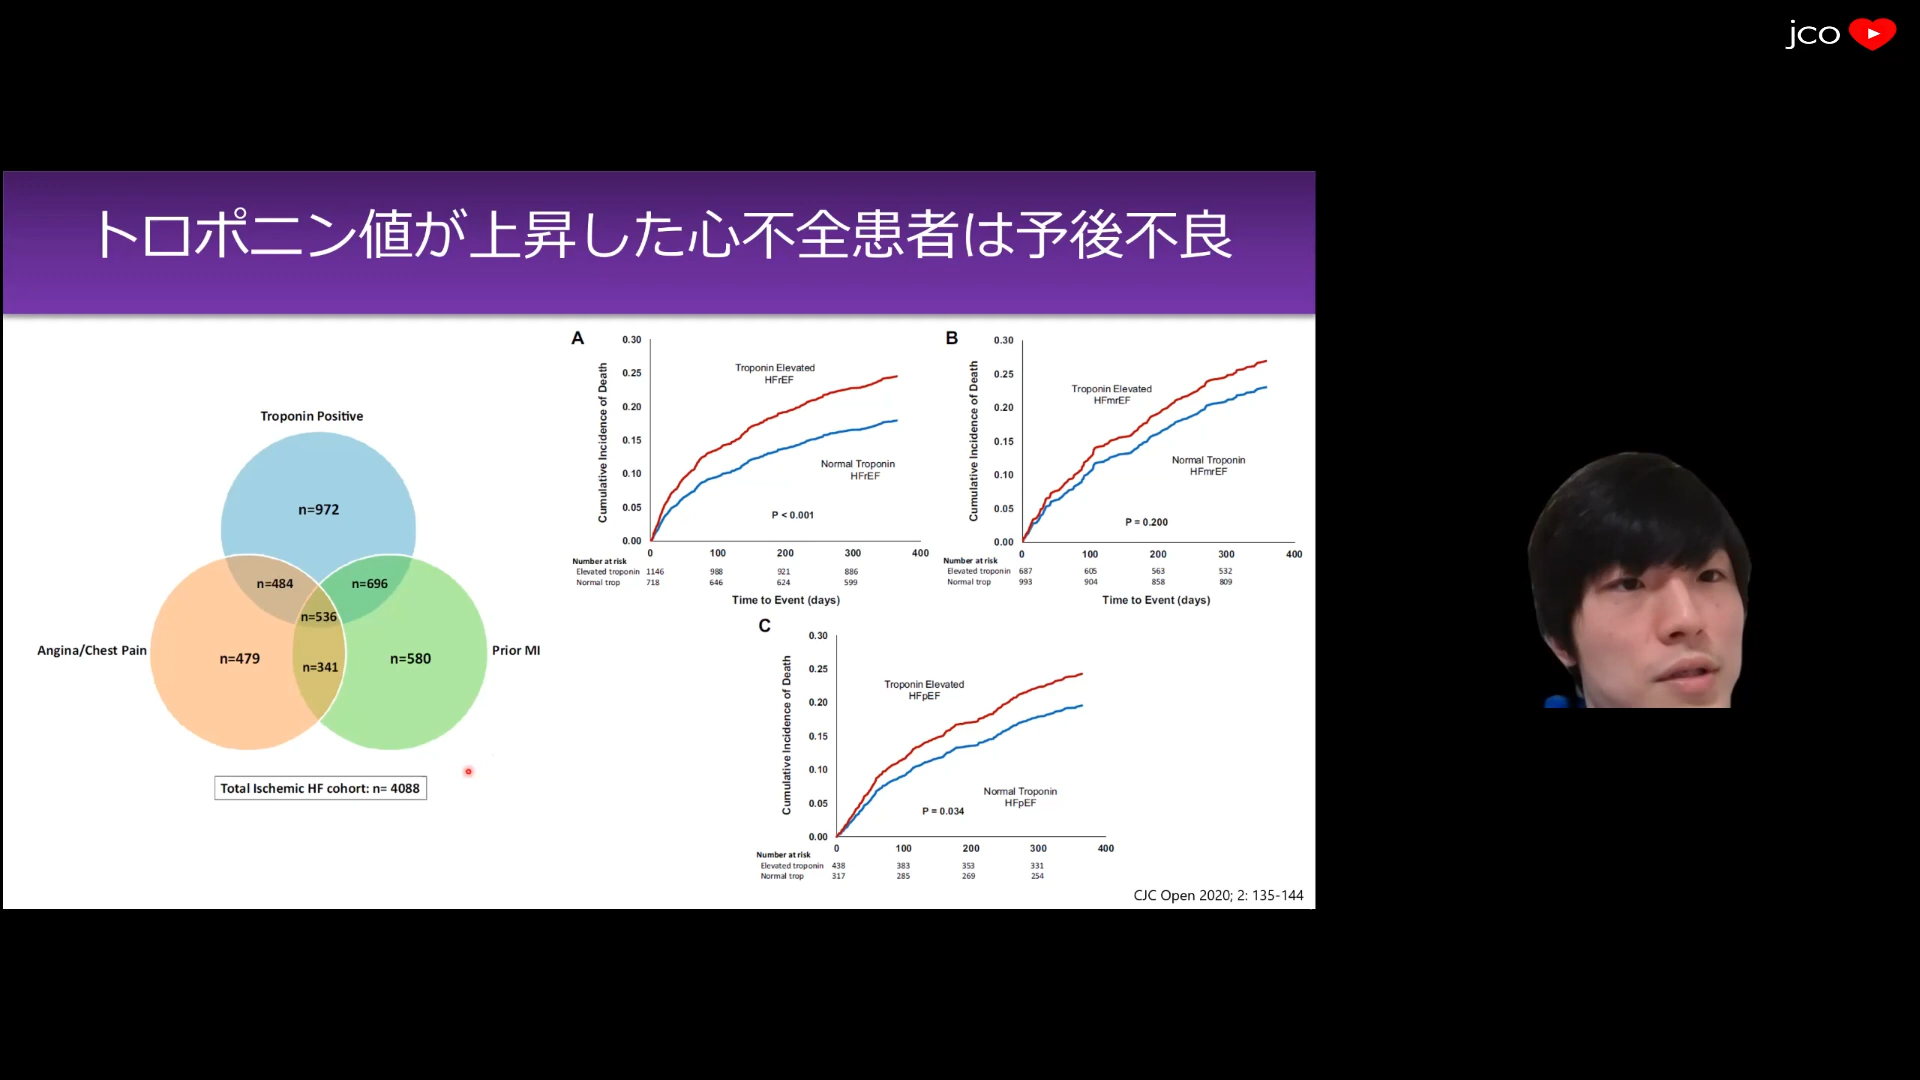 jco
トロポニン値が上昇した心不全患者は予後不良
Troponin Positive
n=972
n=484
n=696
n=536
Angina/Chest Pain
n=479
n=341
n=580
Prior MI
Total Ischemic HF cohort: n= 4088
A
Cumulative Incidence of Death
0.30
0.25
0.20
0.15
0.10
0.05
0.00
Troponin Elevated
HFrEF
Normal Troponin
HFrEF
P < 0.001
0 100 200 300 400
Number at risk
Elevated troponin 1146 988 921 886
Normal trop 718 646 624 599
Time to Event (days)
B
Cumulative Incidence of Death
0.30
0.25
0.20
0.15
0.10
0.05
0.00
Troponin Elevated
HFmrEF
Normal Troponin
HFmrEF
P = 0.200
0 100 200 300 400
Number at risk
Elevated troponin 687 605 563 532
Normal trop 993 904 858 809
Time to Event (days)
C
Cumulative Incidence of Death
0.30
0.25
0.20
0.15
0.10
0.05
0.00
Troponin Elevated
HFpEF
Normal Troponin
HFpEF
P = 0.034
0 100 200 300 400
Number at risk
Elevated troponin 438 383 353 331
Normal trop 317 285 269 254
CJC Open 2020; 2: 135-144